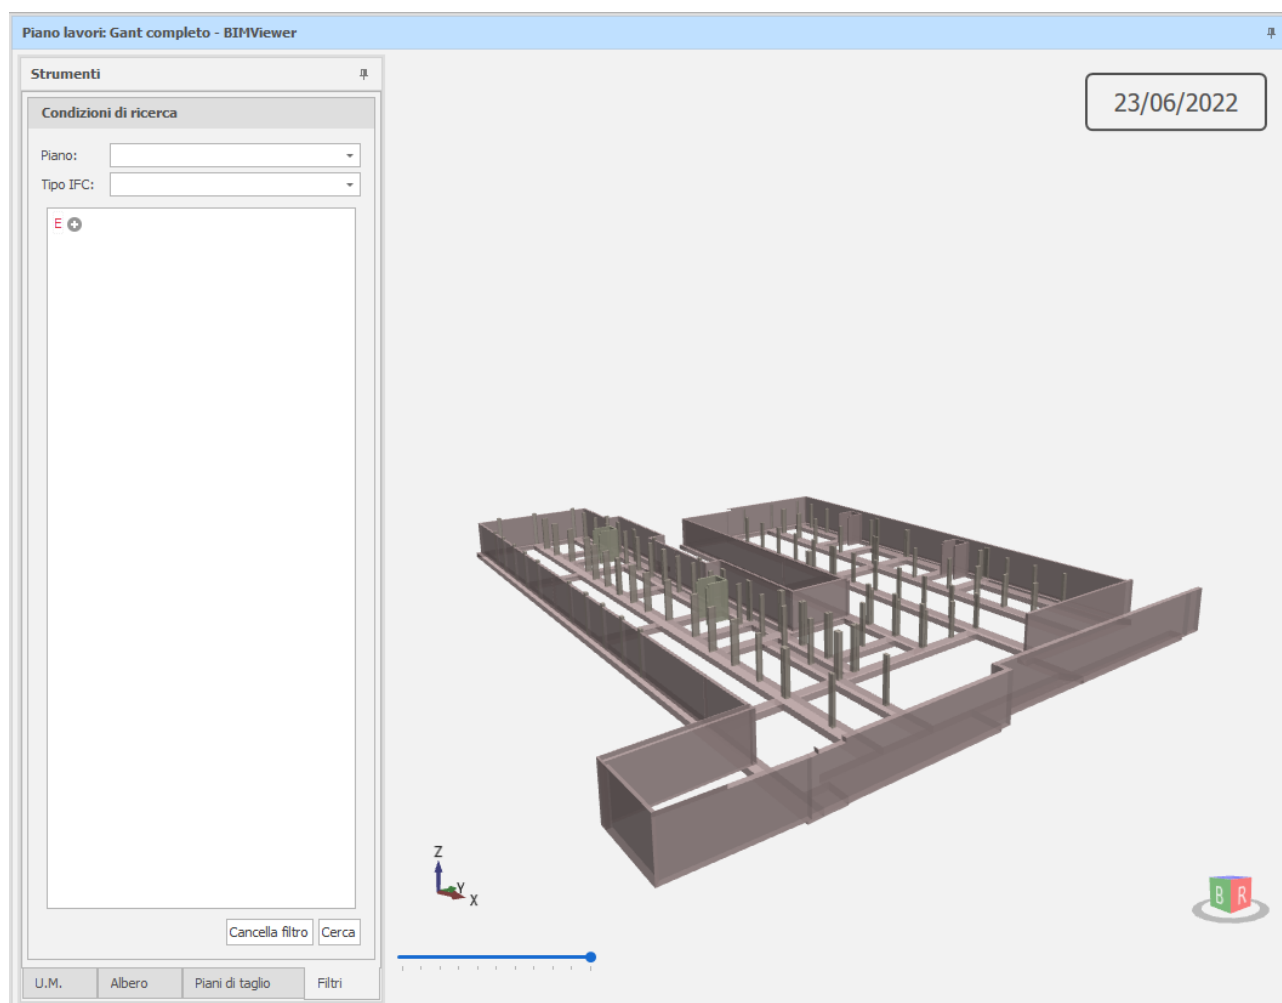 Piano lavori: Gant completo - BIMViewer
Strumenti
Condizioni di ricerca
Piano:
Tipo IFC:
E
Cancella filtro Cerca
U.M. Albero Piani di taglio Filtri
23/06/2022
Z
Y
X
B R